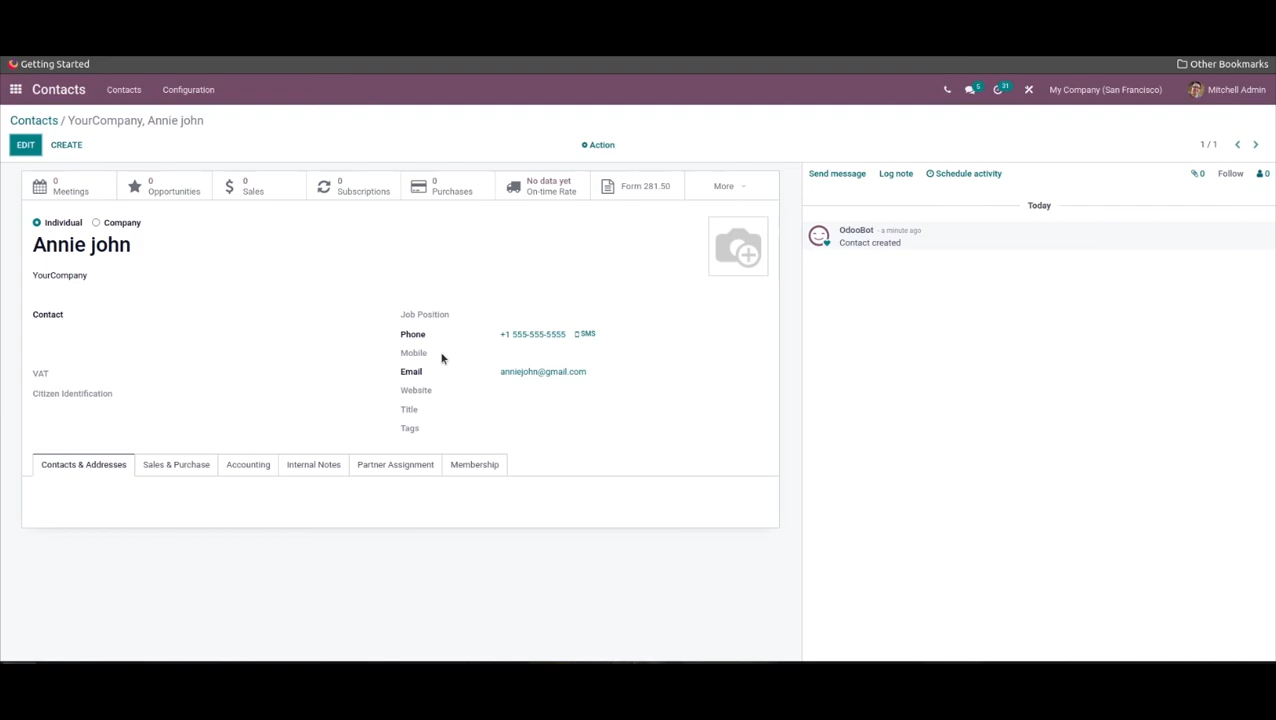 Getting Started
Other Bookmarks
Contacts
Contacts
Configuration
5
31
My Company (San Francisco)
Mitchell Admin
Contacts / YourCompany, Annie john
EDIT
CREATE
Action
1 / 1
0
Meetings
0
Opportunities
0
Sales
0
Subscriptions
0
Purchases
No data yet
On-time Rate
Form 281.50
More
Send message
Log note
Schedule activity
0
Follow
0
Today
OdooBot - a minute ago
Contact created
Individual
Company
Annie john
YourCompany
Contact
VAT
Citizen Identification
Job Position
Phone
+1 555-555-5555
SMS
Mobile
Email
anniejohn@gmail.com
Website
Title
Tags
Contacts & Addresses
Sales & Purchase
Accounting
Internal Notes
Partner Assignment
Membership